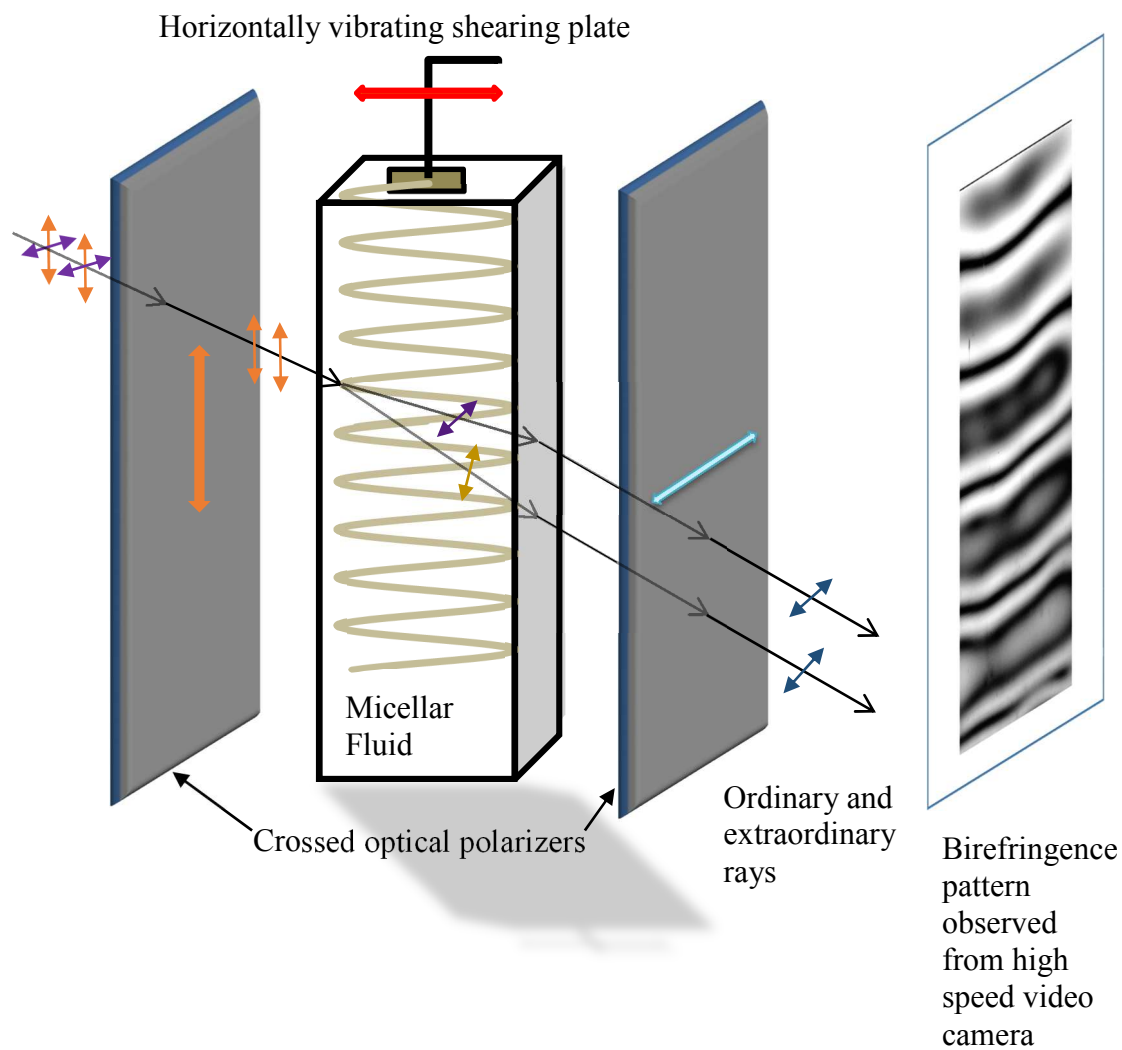 Horizontally vibrating shearing plate
Micellar
Fluid
Crossed optical polarizers
Ordinary and
extraordinary
rays
Birefringence
pattern
observed
from high
speed video
camera